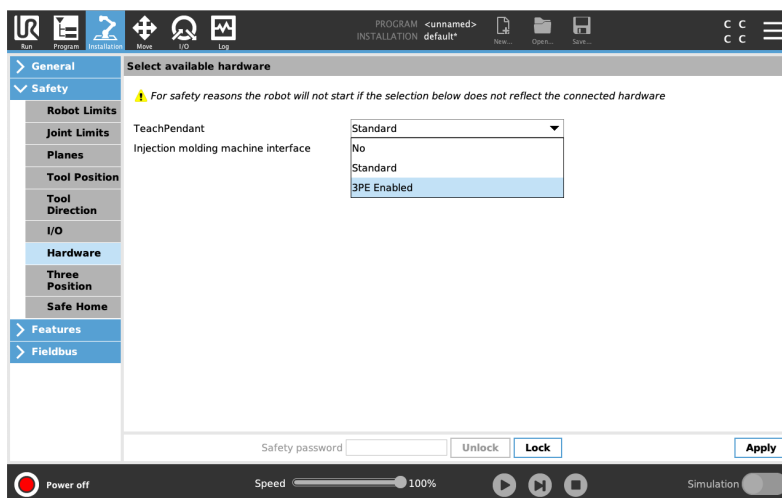 UR
Run
Program
Installation
Move
I/O
Log
PROGRAM <unnamed>
INSTALLATION default*
New...
Open...
Save...
C C
C C
General
Safety
Robot Limits
Joint Limits
Planes
Tool Position
Tool
Direction
I/O
Hardware
Three
Position
Safe Home
Features
Fieldbus
Select available hardware
! For safety reasons the robot will not start if the selection below does not reflect the connected hardware
TeachPendant Standard
Injection molding machine interface
No
Standard
3PE Enabled
Safety password Unlock Lock Apply
Power off Speed 100% Simulation